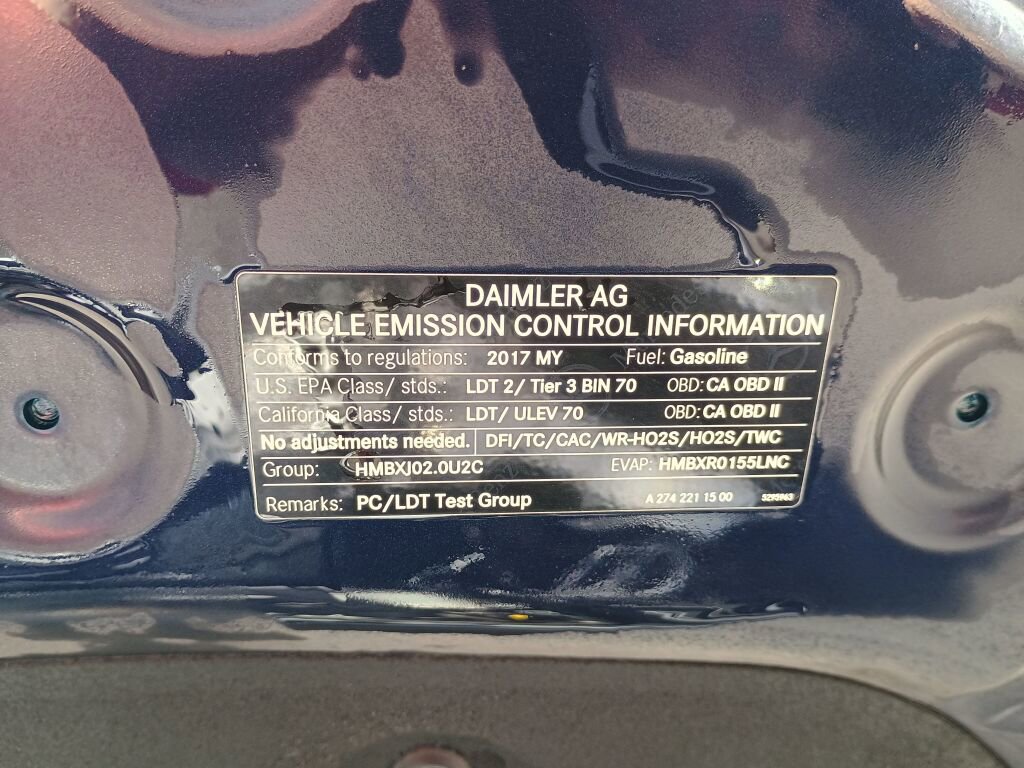 DAIMLER AG
VEHICLE EMISSION CONTROL INFORMATION
Conforms to regulations: 2017 MY Fuel: Gasoline
U.S. EPA Class/ stds.: LDT 2/ Tier 3 BIN 70 OBD: CA OBD II
California Class/ stds.: LDT/ ULEV 70 OBD: CA OBD II
No adjustments needed. DFI/TC/CAC/WR-HO2S/HO2S/TWC
Group: HMBXJ02.0U2C EVAP: HMBXR0155LNC
Remarks: PC/LDT Test Group A 274 221 15 00